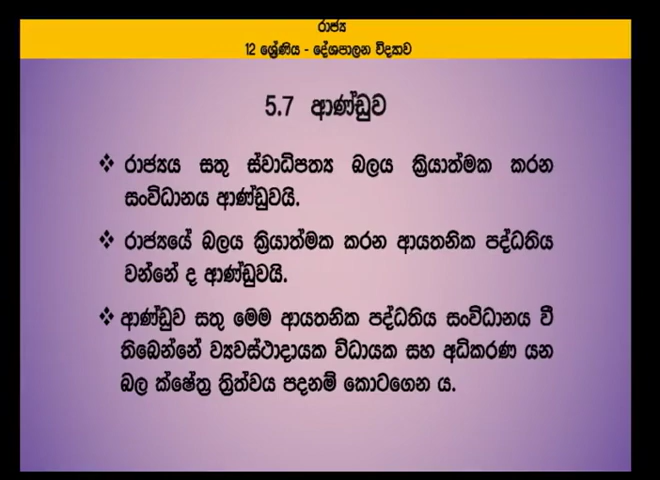 රාජ්‍ය
12 ශ්‍රේණිය - දේශපාලන විද්‍යාව
5.7 ආණ්ඩුව
❖ රාජ්‍යය සතු ස්වාධිපත්‍ය බලය ක්‍රියාත්මක කරන
සංවිධානය ආණ්ඩුවයි.
❖ රාජ්‍යයේ බලය ක්‍රියාත්මක කරන ආයතනික පද්ධතිය
වන්නේ ද ආණ්ඩුවයි.
❖ ආණ්ඩුව සතු මෙම ආයතනික පද්ධතිය සංවිධානය වී
තිබෙන්නේ ව්‍යවස්ථාදායක විධායක සහ අධිකරණ යන
බල ක්ෂේත්‍ර ත්‍රිත්වය පදනම් කොටගෙන ය.